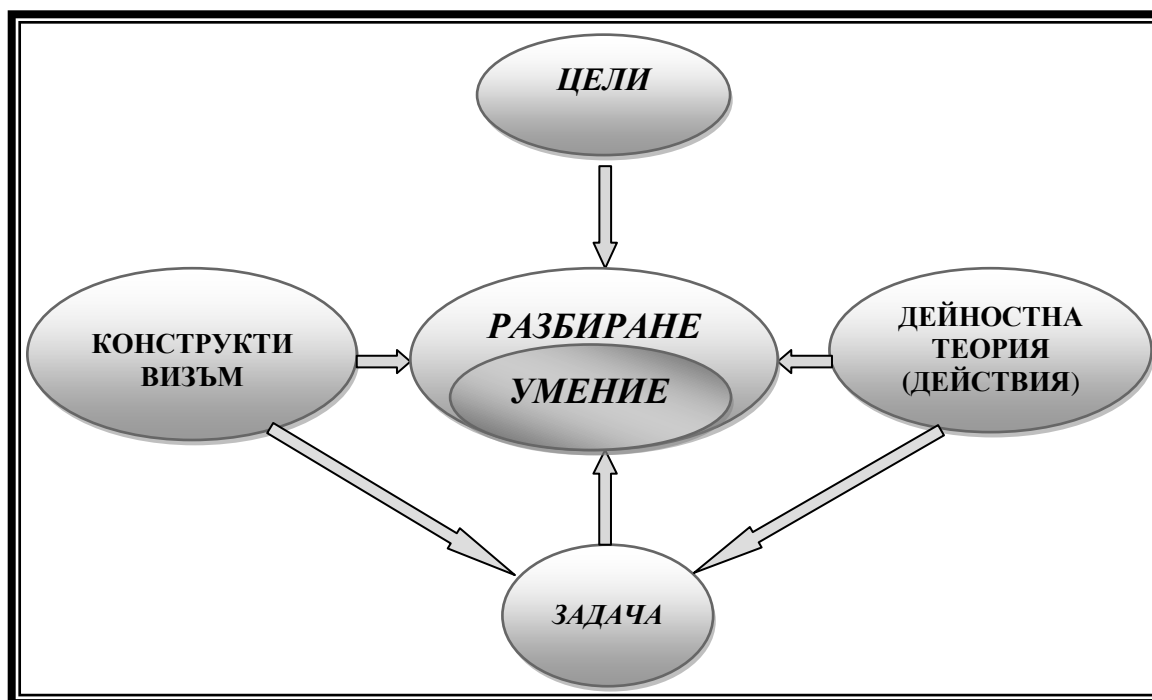 ЦЕЛИ
КОНСТРУКТИ
ВИЗЪМ
РАЗБИРАНЕ
УМЕНИЕ
ДЕЙНОСТНА
ТЕОРИЯ
(ДЕЙСТВИЯ)
ЗАДАЧА